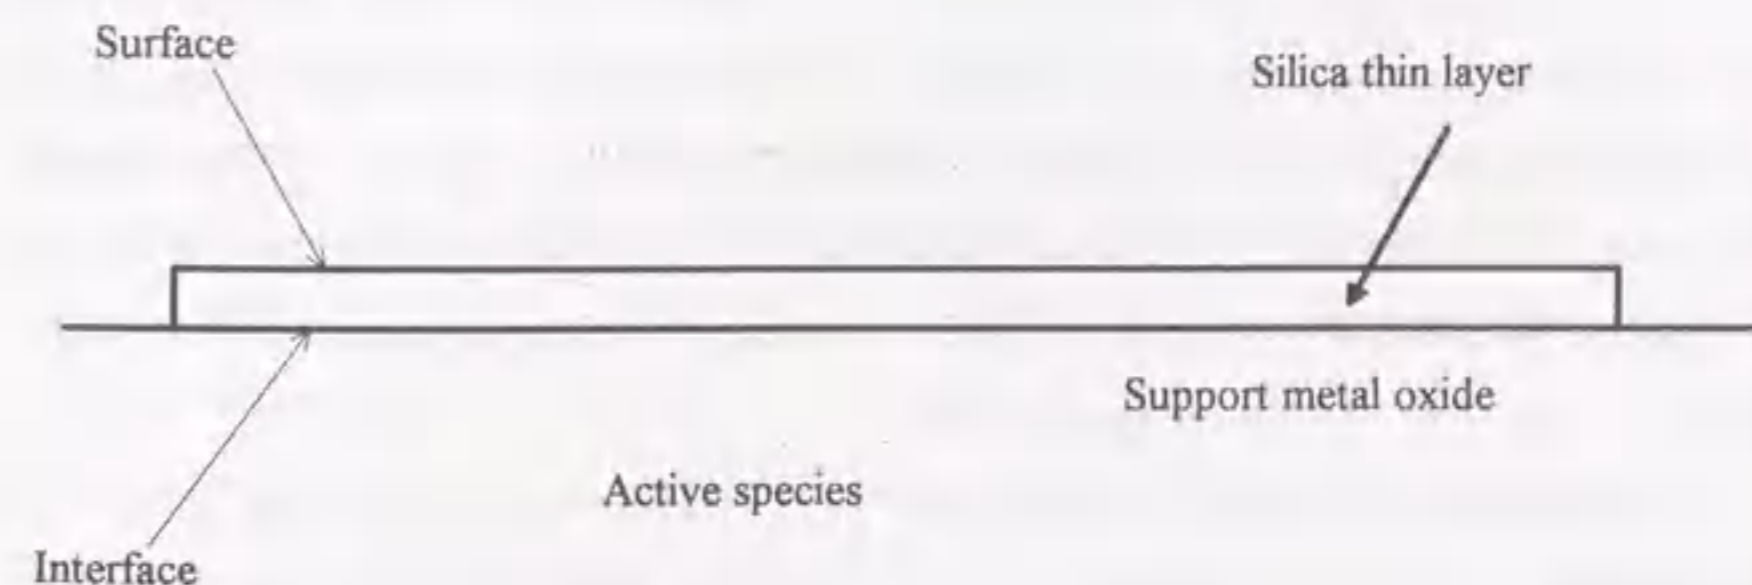 Surface
Silica thin layer
Support metal oxide
Active species
Interface